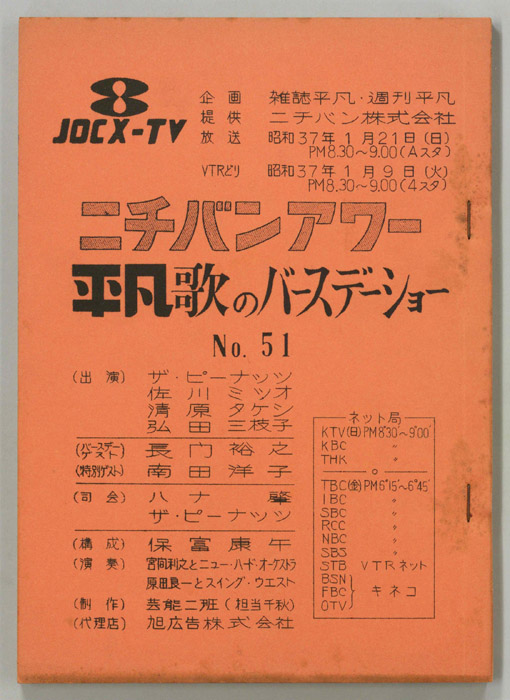 8
JOCX-TV
企画 雑誌平凡・週刊平凡
提供 ニチバン株式会社
放送 昭和37年1月21日(日)
PM8.30~9.00(Aスタ)
VTRどり 昭和37年1月9日(火)
PM8.30~9.00(4スタ)
ニチバンアワー
平凡歌のバースデーショー
No. 51
(出演) ザ・ピーナッツ
佐川ミツオ
清原タケシ
弘田三枝子
(バースデーゲスト) 長門裕之
(特別ゲスト) 南田洋子
(司会) ハナ肇
ザ・ピーナッツ
(構成) 保富康午
(演奏) 宮間利之とニュー・ハード・オーケストラ
原田良一とスイング・ウエスト
(制作) 芸能二班(担当千秋)
(代理店) 旭広告株式会社
ネット局
KTV(日)PM8°30'~9°00'
KBC 〃
THK 〃
TBC(金)PM6°15'~6°45'
IBC 〃
SBC 〃
RCC 〃
NBC 〃
SBS 〃
STB VTRネット
BSN
FBC キネコ
OTV